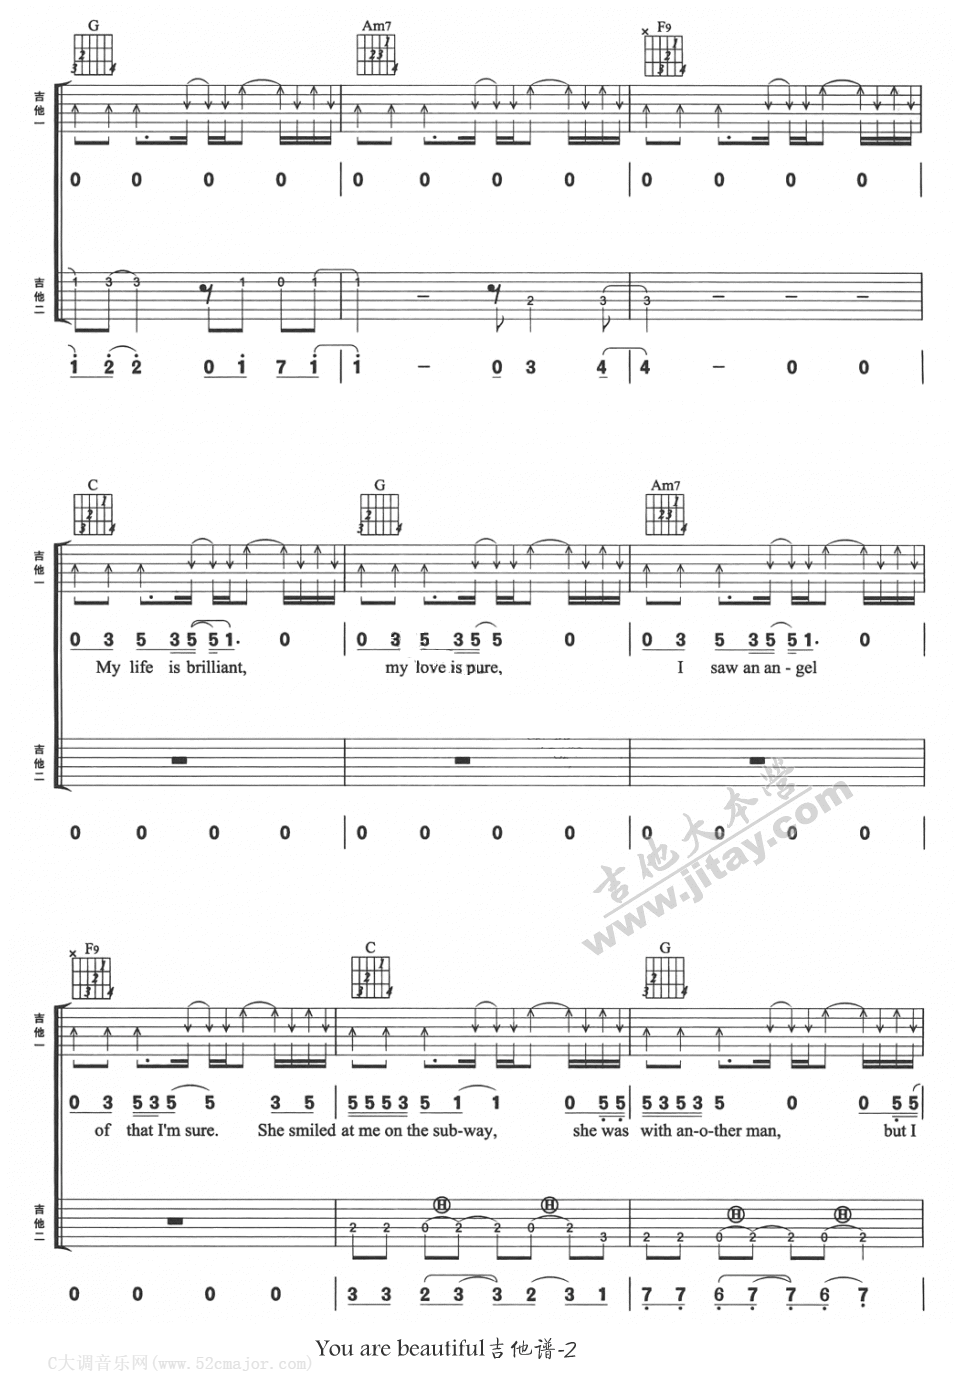 G Am7 F9
× 
吉他一
0 0 0 0 | 0 0 0 0 | 0 0 0 0 |
吉他二
1 3 3 1 0 1 1 2 3 3
1 2 2 0 1 7 1 | 1 – 0 3 4 | 4 – 0 0 |
C G Am7
吉他一
0 3 5 3 5 5 1· 0 | 0 3 5 3 5 5 0 | 0 3 5 3 5 5 1· 0 |
My life is brilliant, my love is pure, I saw an an-gel
吉他二
0 0 0 0 | 0 0 0 0 | 0 0 0 0 |
吉他大本营
www.jitay.com
× F9 C G
吉他一
0 3 5 3 5 5 3 5 | 5 5 5 3 5 1 1 0 5 5 | 5 3 5 3 5 0 0 5 5 |
of that I'm sure. She smiled at me on the sub-way, she was with an-o-ther man, but I
吉他二
H H H H
2 2 0 2 2 0 2 3 2 2 0 2 2 0 2
0 0 0 0 | 3 3 2 3 3 2 3 1 | 7 7 6 7 7 6 7
You are beautiful吉他谱-2
C大调音乐网(www.52cmajor.com)